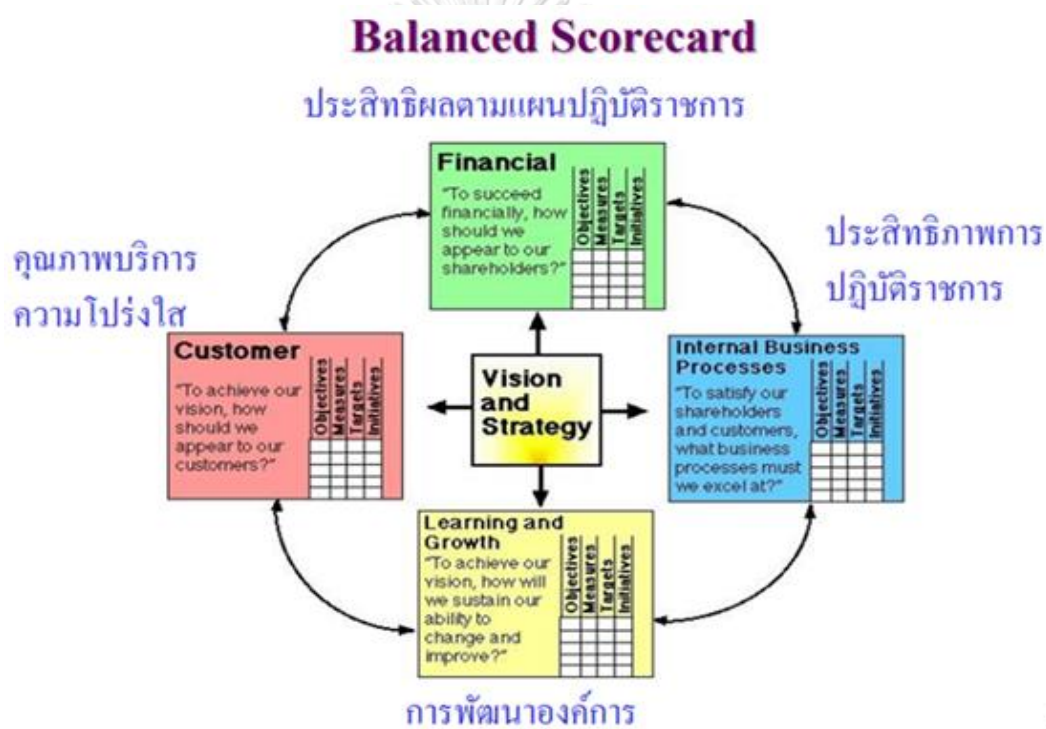 Balanced Scorecard
ประสิทธิผลตามแผนปฏิบัติราชการ
Financial
"To succeed
financially, how
should we
appear to our
shareholders?"
Objectives
Measures
Targets
Initiatives
คุณภาพบริการ
ความโปร่งใส
ประสิทธิภาพการ
ปฏิบัติราชการ
Customer
"To achieve our
vision, how
should we
appear to our
customers?"
Objectives
Measures
Targets
Initiatives
Vision
and
Strategy
Internal Business
Processes
"To satisfy our
shareholders
and customers,
what business
processes must
we excel at?"
Objectives
Measures
Targets
Initiatives
Learning and
Growth
"To achieve our
vision, how will
we sustain our
ability to
change and
improve?"
Objectives
Measures
Targets
Initiatives
การพัฒนาองค์การ